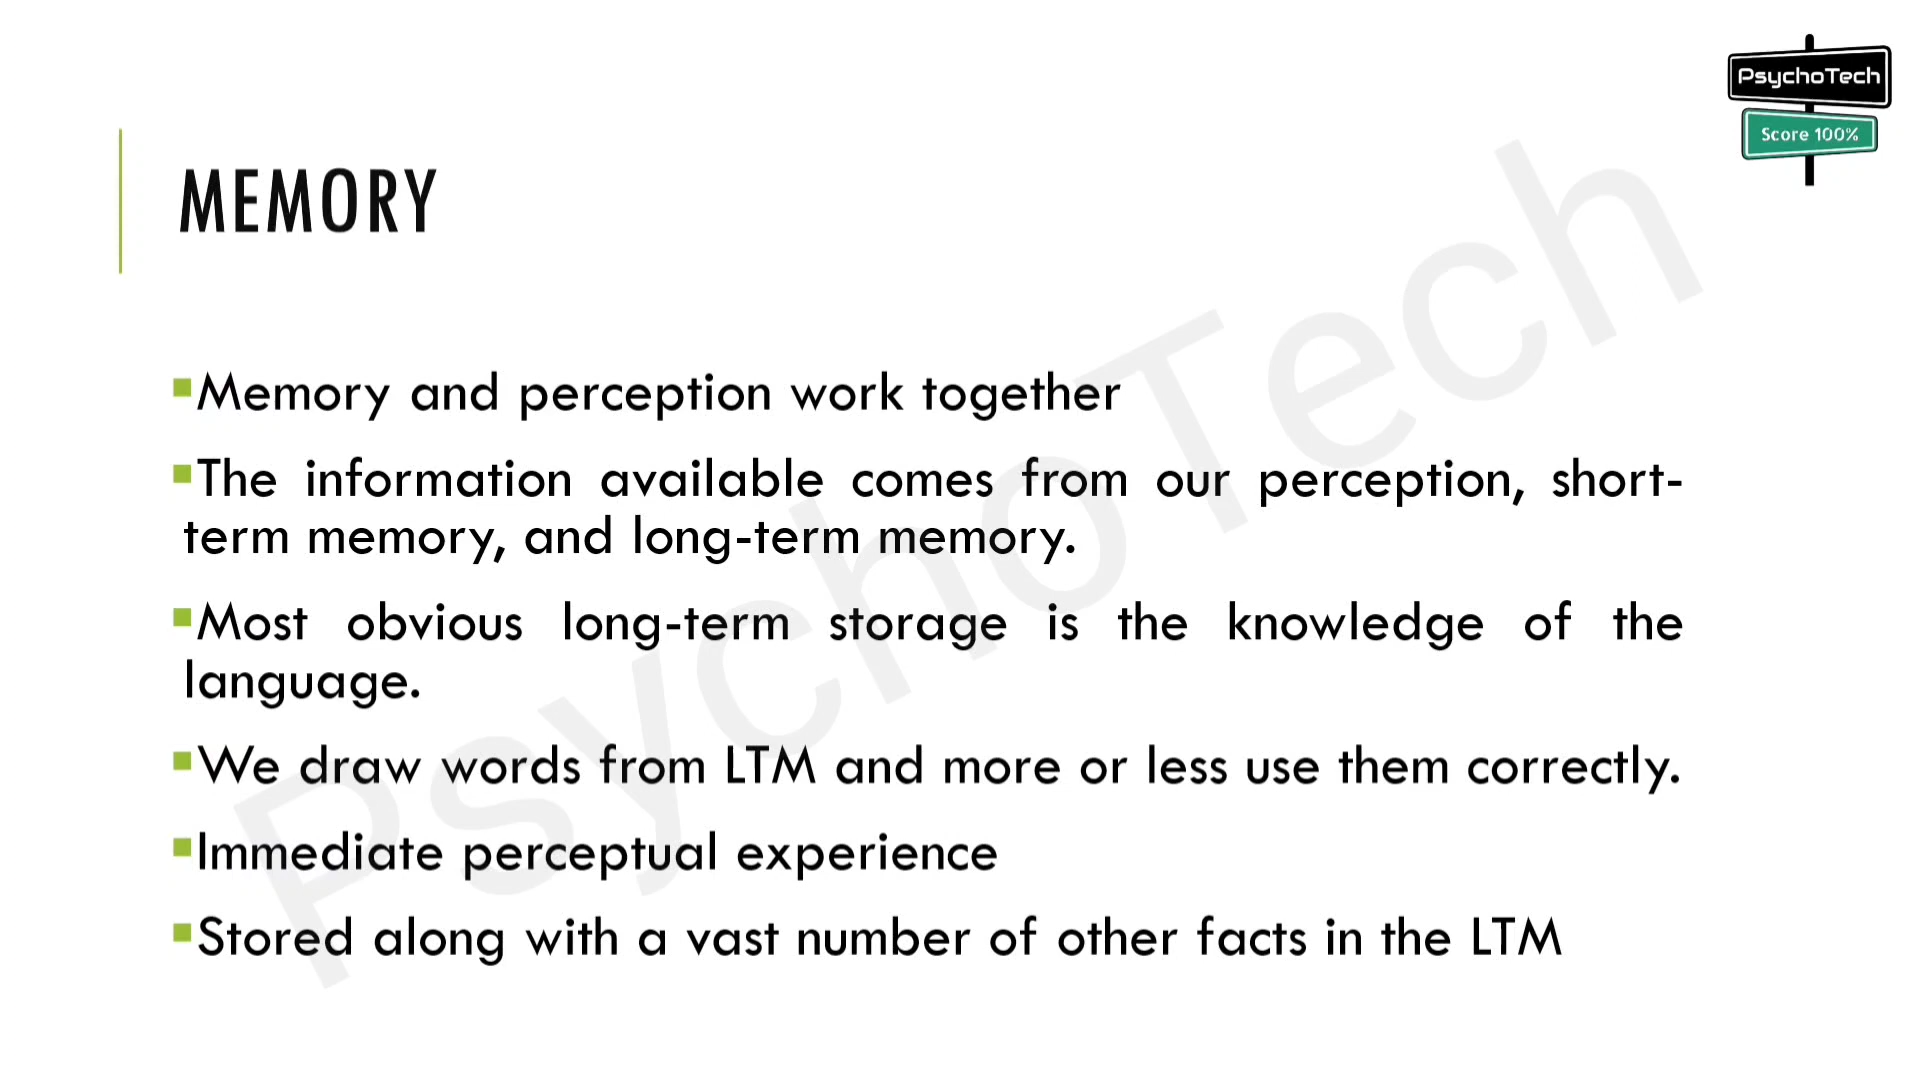 PsychoTech
Score 100%
MEMORY
▪Memory and perception work together
▪The information available comes from our perception, short-
term memory, and long-term memory.
▪Most obvious long-term storage is the knowledge of the
language.
▪We draw words from LTM and more or less use them correctly.
▪Immediate perceptual experience
▪Stored along with a vast number of other facts in the LTM
PsychoTech